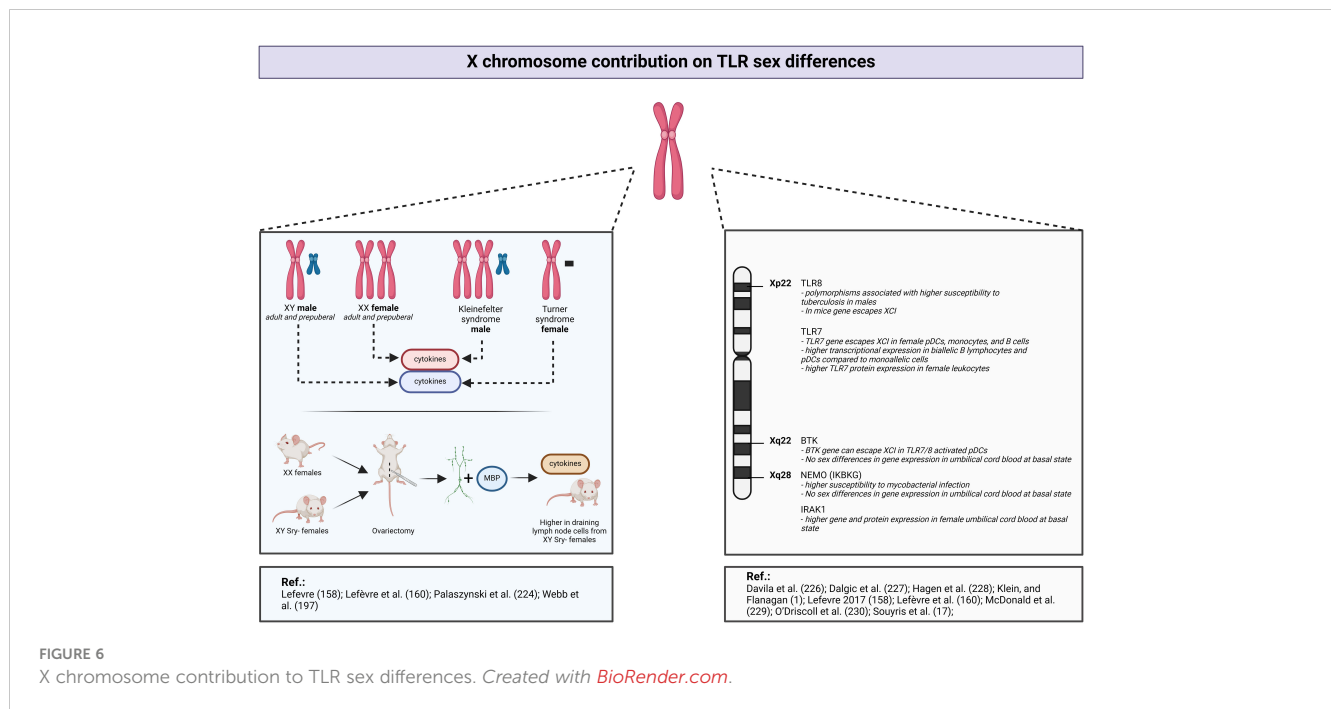 X chromosome contribution on TLR sex differences
XY male
adult and prepuberal
XX female
adult and prepuberal
Kleinefelter
syndrome
male
Turner
syndrome
female
cytokines
cytokines
XX females
XY Sry- females
Ovariectomy
+
MBP
cytokines
Higher in draining
lymph node cells from
XY Sry- females
Ref.:
Lefevre (158); Lefèvre et al. (160); Palaszynski et al. (224); Webb et
al. (197)
Xp22 TLR8
- polymorphisms associated with higher susceptibility to
tuberculosis in males
- In mice gene escapes XCI
TLR7
- TLR7 gene escapes XCI in female pDCs, monocytes, and B cells
- higher transcriptional expression in biallelic B lymphocytes and
pDCs compared to monoallelic cells
- higher TLR7 protein expression in female leukocytes
Xq22 BTK
- BTK gene can escape XCI in TLR7/8 activated pDCs
- No sex differences in gene expression in umbilical cord blood at basal state
Xq28 NEMO (IKBKG)
- higher susceptibility to mycobacterial infection
- No sex differences in gene expression in umbilical cord blood at basal state
IRAK1
- higher gene and protein expression in female umbilical cord blood at basal
state
Ref.:
Davila et al. (226); Dalgic et al. (227); Hagen et al. (228); Klein, and
Flanagan (1); Lefevre 2017 (158); Lefèvre et al. (160); McDonald et al.
(229); O'Driscoll et al. (230); Souyris et al. (17);
FIGURE 6
X chromosome contribution to TLR sex differences. Created with BioRender.com.